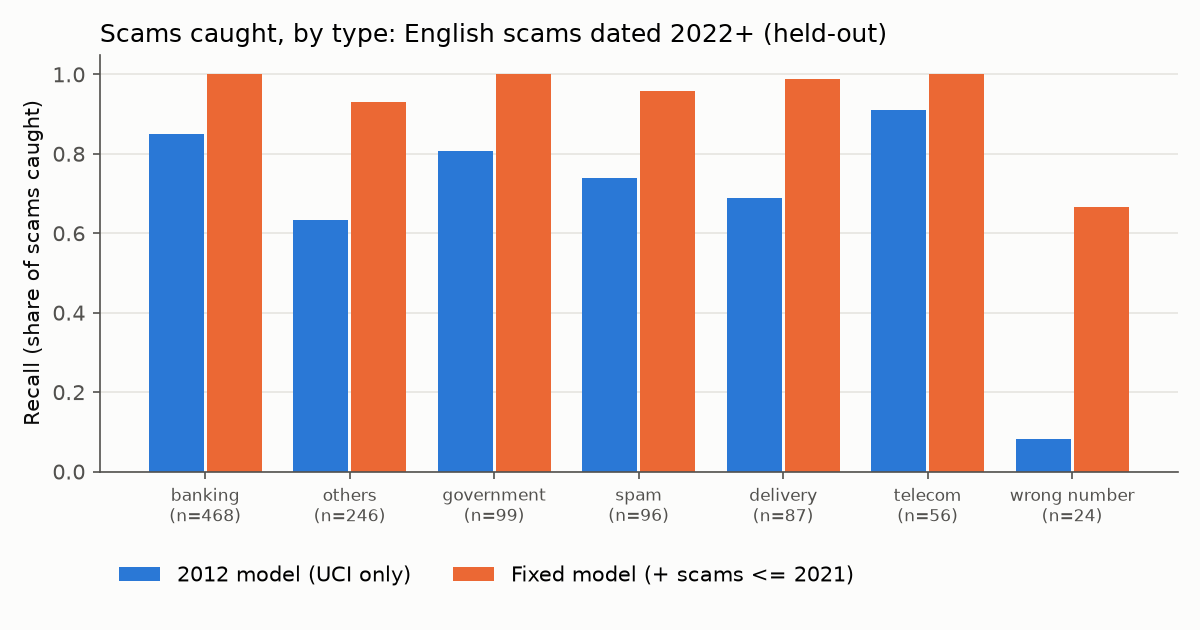 Scams caught, by type: English scams dated 2022+ (held-out)
Recall (share of scams caught)
1.0
0.8
0.6
0.4
0.2
0.0
banking
(n=468)
others
(n=246)
government
(n=99)
spam
(n=96)
delivery
(n=87)
telecom
(n=56)
wrong number
(n=24)
2012 model (UCI only)
Fixed model (+ scams <= 2021)